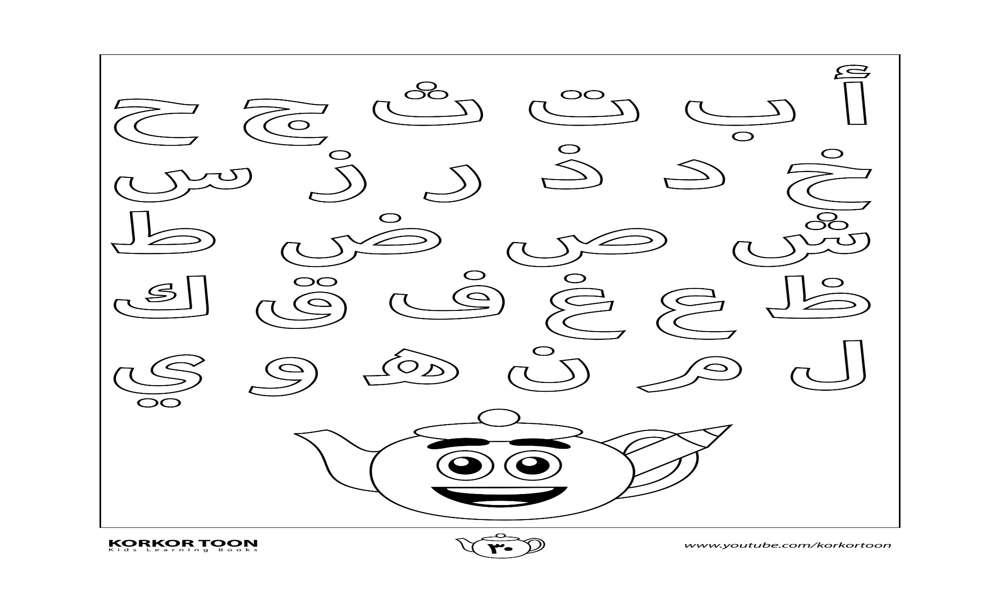 أ ب ت ث ج ح
خ د ذ ر ز س
ش ص ض ط
ظ ع غ ف ق ك
ل م ن هـ و ي
KORKOR TOON
Kids Learning Books
٣٠
www.youtube.com/korkortoon